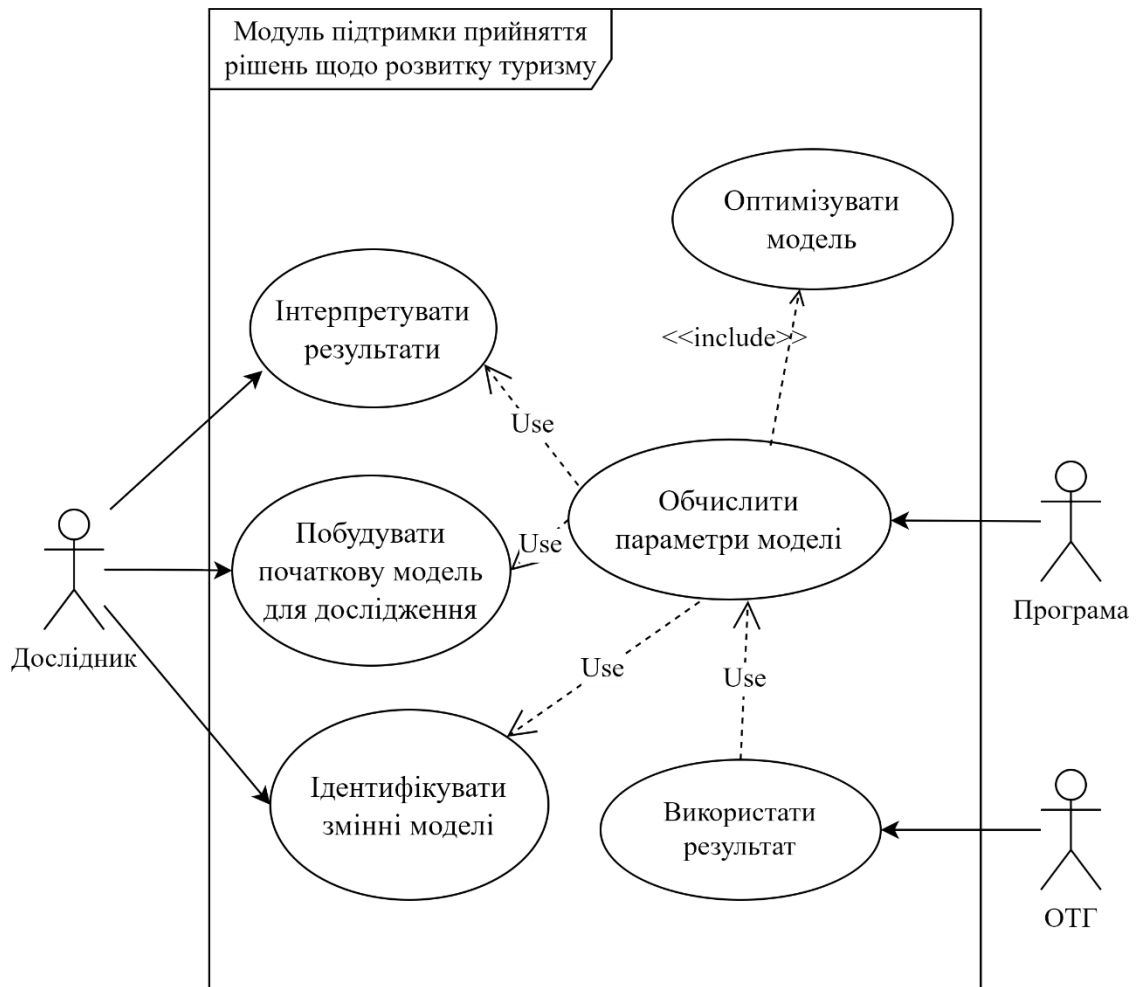 Модуль підтримки прийняття
рішень щодо розвитку туризму
Оптимізувати
модель
Інтерпретувати
результати
<<include>>
Use
Обчислити
параметри моделі
Побудувати
початкову модель
для дослідження
Use
Дослідник
Програма
Use
Use
Ідентифікувати
змінні моделі
Використати
результат
ОТГ